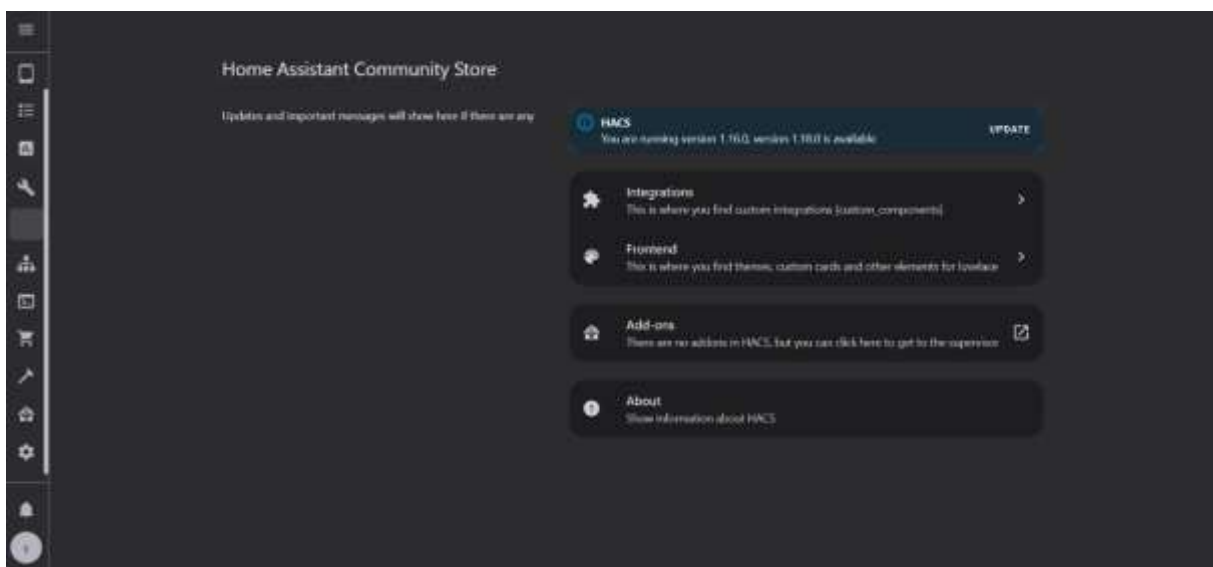 Home Assistant Community Store
Updates and important messages will show here if there are any
HACS
You are running version 1.16.0, version 1.18.0 is available
UPDATE
Integrations
This is where you find custom integrations (custom_components)
Frontend
This is where you find themes, custom cards and other elements for lovelace
Add-ons
There are no addons in HACS, but you can click here to get to the supervisor
About
Show information about HACS